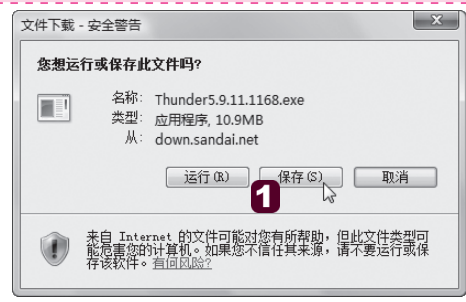 文件下载 - 安全警告
您想运行或保存此文件吗?
名称: Thunder5.9.11.1168.exe
类型: 应用程序, 10.9MB
从: down.sandai.net
运行(R) 保存(S) 取消
1
来自 Internet 的文件可能对您有所帮助，但此文件类型可
能危害您的计算机。如果您不信任其来源，请不要运行或保
存该软件。有何风险?